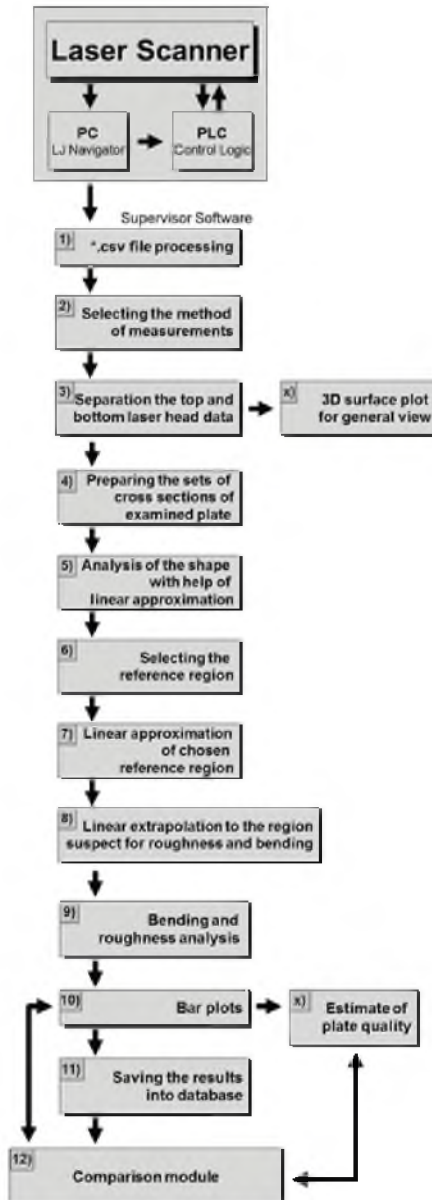 Laser Scanner
PC
LJ Navigator
PLC
Control Logic
Supervisor Software
1) *.csv file processing
2) Selecting the method
of measurements
3) Separation the top and
bottom laser head data
x) 3D surface plot
for general view
4) Preparing the sets of
cross sections of
examined plate
5) Analysis of the shape
with help of
linear approximation
6) Selecting the
reference region
7) Linear approximation
of chosen
reference region
8) Linear extrapolation to the region
suspect for roughness and bending
9) Bending and
roughness analysis
10) Bar plots
x) Estimate of
plate quality
11) Saving the results
into database
12) Comparison module